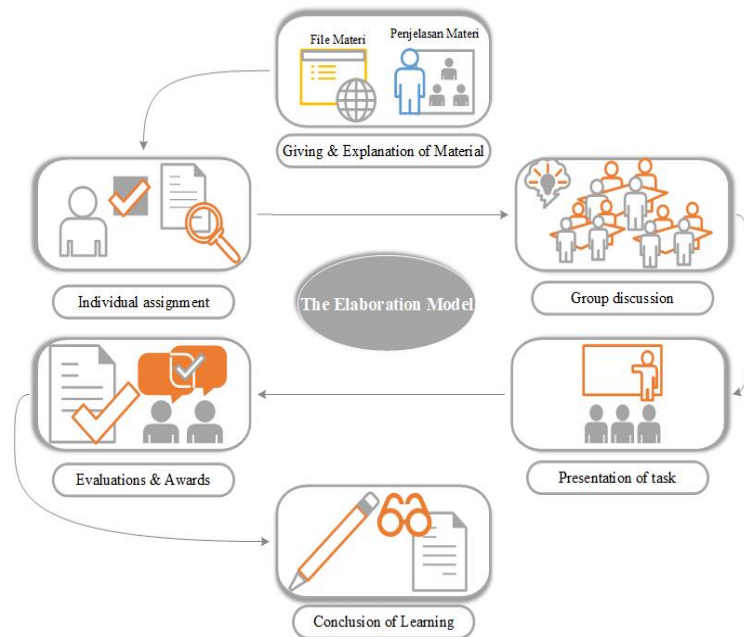 File Materi
Penjelasan Materi
Giving & Explanation of Material
Individual assignment
Group discussion
The Elaboration Model
Evaluations & Awards
Presentation of task
Conclusion of Learning